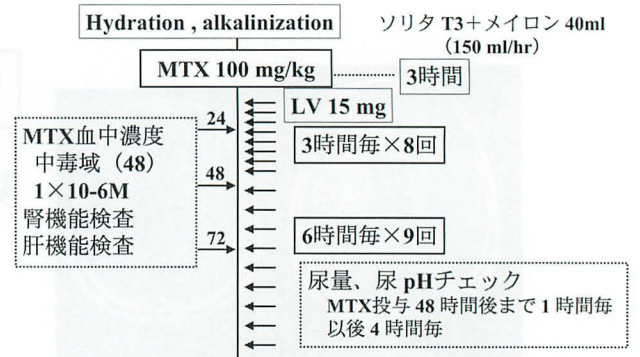 Hydration , alkalinization
ソリタ T3＋メイロン 40ml
（150 ml/hr）
MTX 100 mg/kg
3時間
LV 15 mg
24
MTX血中濃度
中毒域（48）
1×10-6M
腎機能検査
肝機能検査
3時間毎×8回
48
72
6時間毎×9回
尿量、尿 pHチェック
MTX投与 48 時間後まで 1 時間毎
以後 4 時間毎